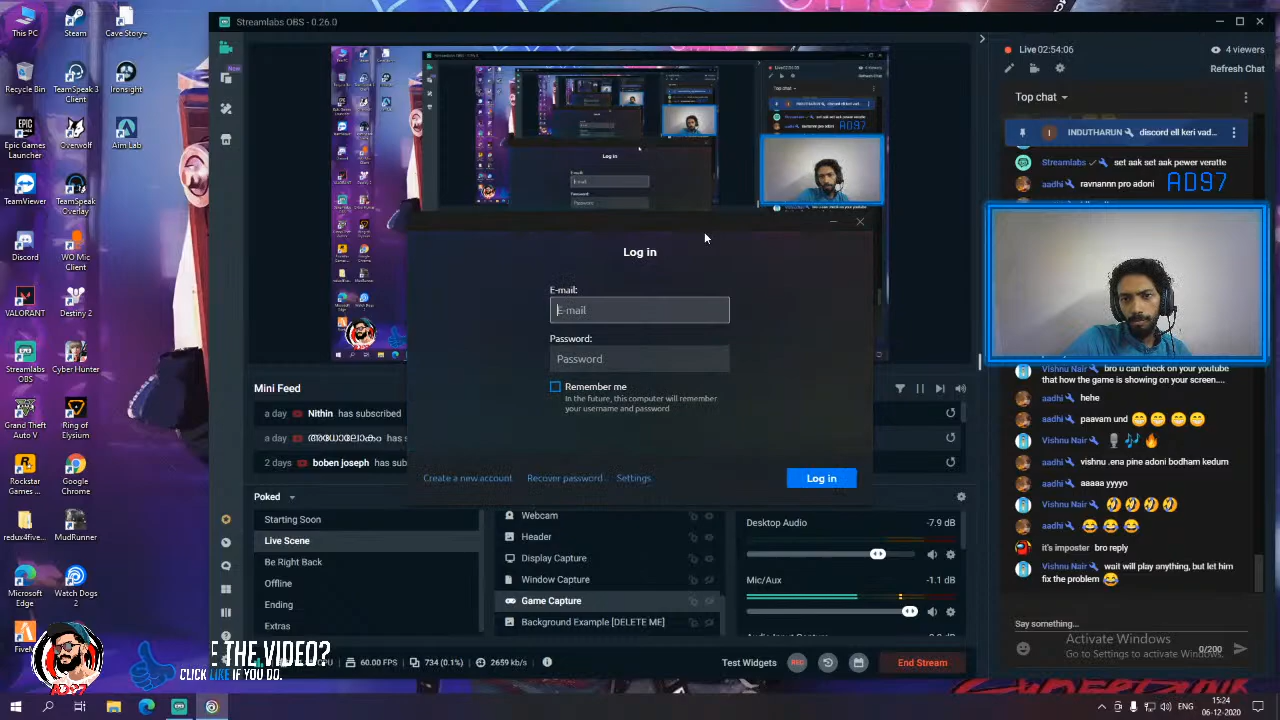 Streamlabs OBS - 0.26.0
This PC
Steam
Cave Story+
Recycle Bin
Teamspeak 3 Client
Ironsight
Epic Games Launcher
Overwolf
Aim Lab
TeamViewer
TeamSpeak Overlay
Discord
WO Mic Client
VALORANT
Destiny 2
Streamlabs OBS
Cyber Hunter
Grand Theft Auto V
Ring of Elysium
Rockstar Games ...
Google Chrome
redux4five...
MudRunner
Microsoft Edge
Watch Dogs 2
AD97
New
Log in
E-mail:
E-mail
Password:
Password
Remember me
In the future, this computer will remember
your username and password
Create a new account
Recover password
Settings
Log in
Mini Feed
a day Nithin has subscribed
a day
2 days boben joseph has sub
Poked
Starting Soon
Live Scene
Be Right Back
Offline
Ending
Extras
Webcam
Header
Display Capture
Window Capture
Game Capture
Background Example [DELETE ME]
Desktop Audio
-7.9 dB
Mic/Aux
-1.1 dB
E THE VIDEO?
CLICK LIKE IF YOU DO.
CPU
60.00 FPS
734 (0.1%)
2659 kb/s
Test Widgets
REC
End Stream
Live 02:54:06
4 viewers
Refresh Chat
Top chat
INDUTHARUN discord ell keri vad...
Streamlabs set aak set aak power veratte
aadhi ravnannn pro adoni
AD97
Vishnu Nair bro u can check on your youtube
that how the game is showing on your screen....
aadhi hehe
aadhi paavam und 😁 😁 😁 😁
Vishnu Nair 🎙️ 🎶 🔥
aadhi vishnu .ena pine adoni bodham kedum
aadhi aaaaa yyyyo
Vishnu Nair 🤣 🤣 🤣 🤣
aadhi 😂 😂 😂
it's imposter bro reply
Vishnu Nair wait will play anything, but let him
fix the problem 😂
Say something...
Activate Windows
Go to Settings to activate Windows.
0/200
15:24
06-12-2020